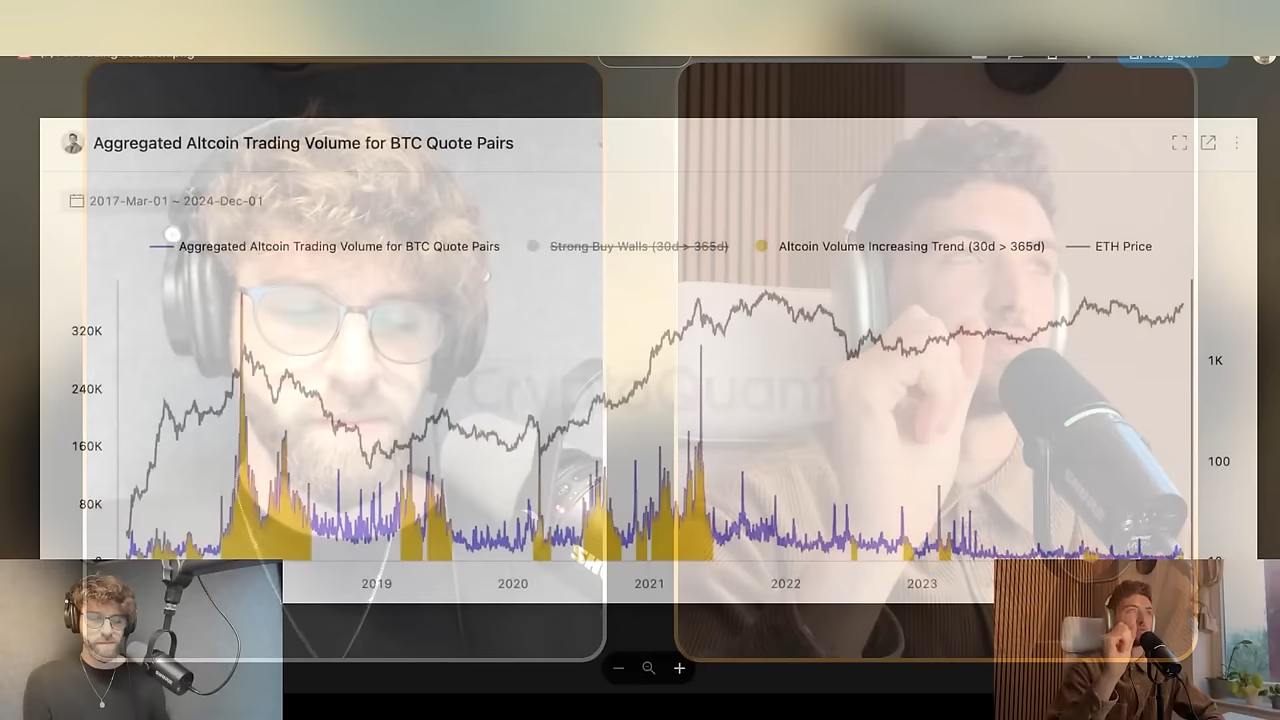 Aggregated Altcoin Trading Volume for BTC Quote Pairs
2017-Mar-01 ~ 2024-Dec-01
Aggregated Altcoin Trading Volume for BTC Quote Pairs
Strong Buy Walls (30d > 365d)
Altcoin Volume Increasing Trend (30d > 365d)
ETH Price
320K
1K
240K
CryptoQuant
160K
100
80K
2019
2020
2021
2022
2023